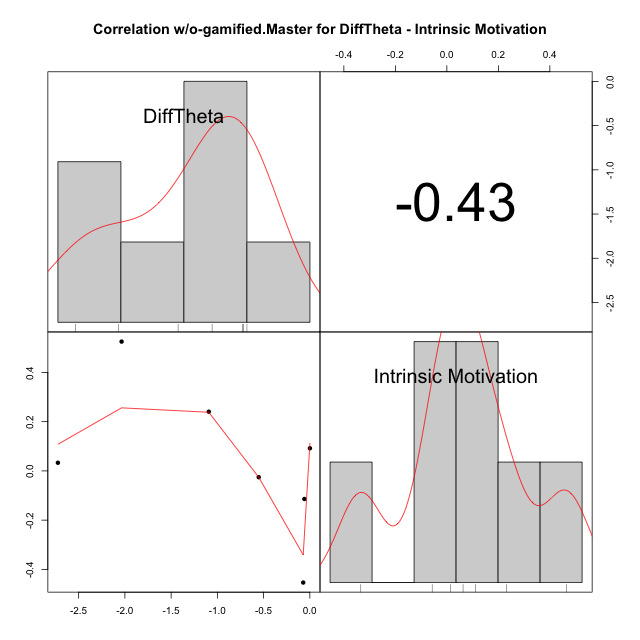 Correlation w/o-gamified.Master for DiffTheta - Intrinsic Motivation
-0.4 -0.2 0.0 0.2 0.4
DiffTheta
-0.43
0.0 -0.5 -1.0 -1.5 -2.0 -2.5
0.4 0.2 0.0 -0.2 -0.4
Intrinsic Motivation
-2.5 -2.0 -1.5 -1.0 -0.5 0.0